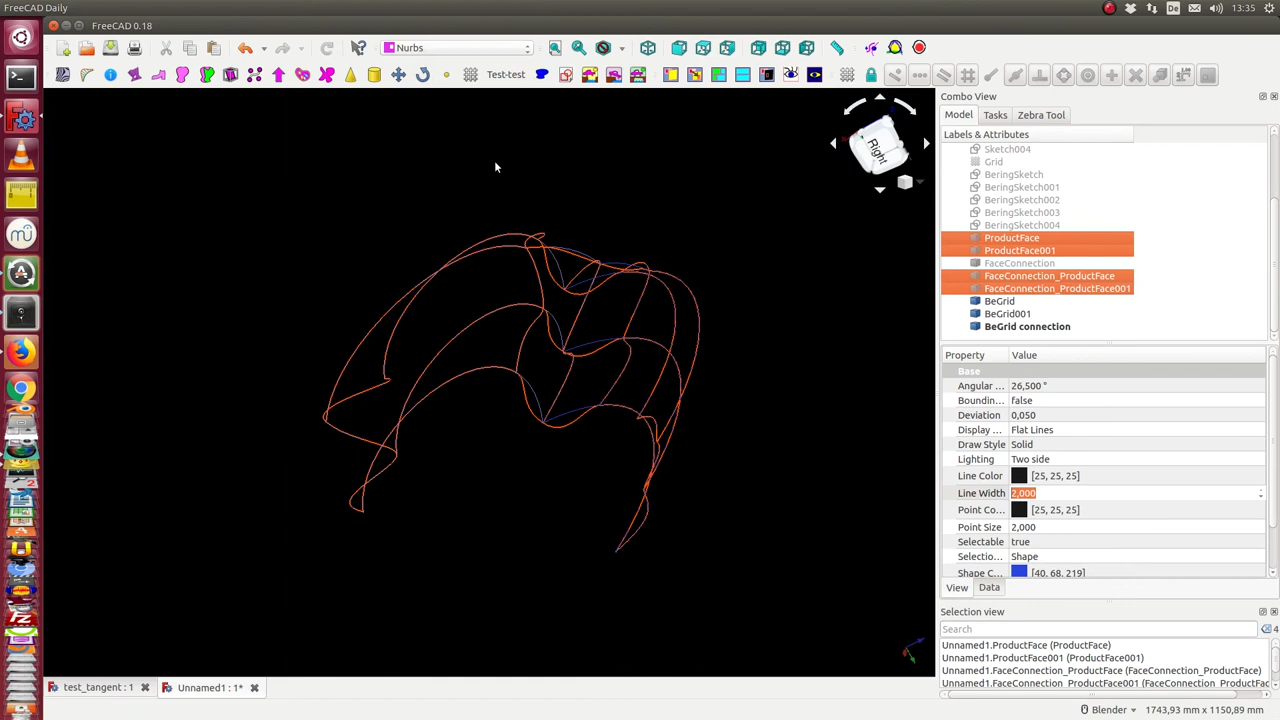 FreeCAD Daily
De
13:35
FreeCAD 0.18
Nurbs
Test-test
Combo View
Model
Tasks
Zebra Tool
Labels & Attributes
Sketch004
Grid
BeringSketch
BeringSketch001
BeringSketch002
BeringSketch003
BeringSketch004
ProductFace
ProductFace001
FaceConnection
FaceConnection_ProductFace
FaceConnection_ProductFace001
BeGrid
BeGrid001
BeGrid connection
Right
Property Value
Base
Angular ... 26,500 °
Boundin... false
Deviation 0,050
Display ... Flat Lines
Draw Style Solid
Lighting Two side
Line Color [25, 25, 25]
Line Width 2,000
Point Co... [25, 25, 25]
Point Size 2,000
Selectable true
Selectio... Shape
Shape C... [40, 68, 219]
View Data
Selection view
Search
4
Unnamed1.ProductFace (ProductFace)
Unnamed1.ProductFace001 (ProductFace001)
Unnamed1.FaceConnection_ProductFace (FaceConnection_ProductFace)
Unnamed1.FaceConnection_ProductFace001 (FaceConnection_Product
test_tangent : 1
Unnamed1 : 1*
Blender
1743,93 mm x 1150,89 mm